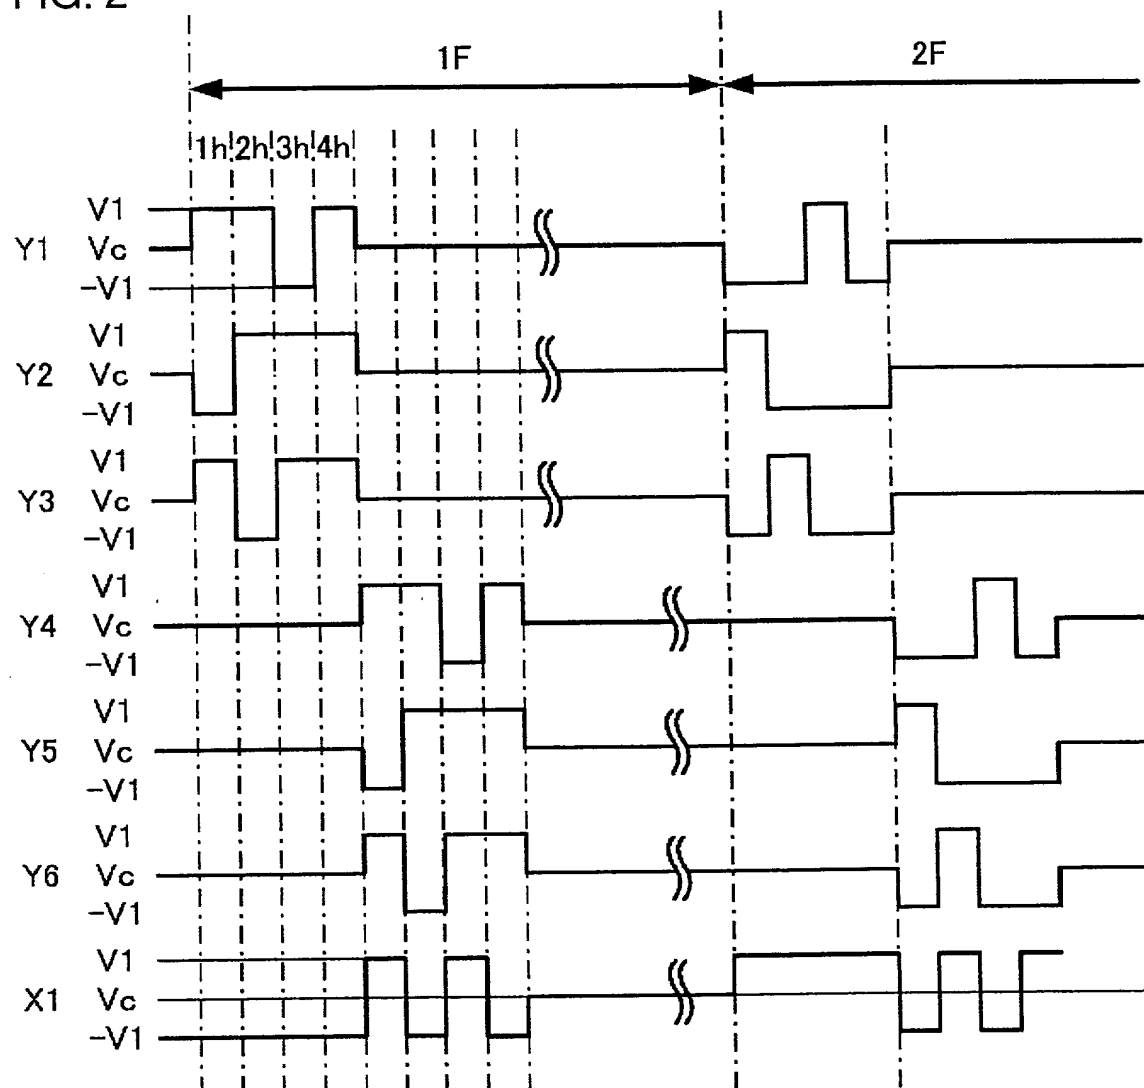 FIG. 2
1F 2F
1h 2h 3h 4h
V1
Y1 Vc
-V1
V1
Y2 Vc
-V1
V1
Y3 Vc
-V1
V1
Y4 Vc
-V1
V1
Y5 Vc
-V1
V1
Y6 Vc
-V1
V1
X1 Vc
-V1